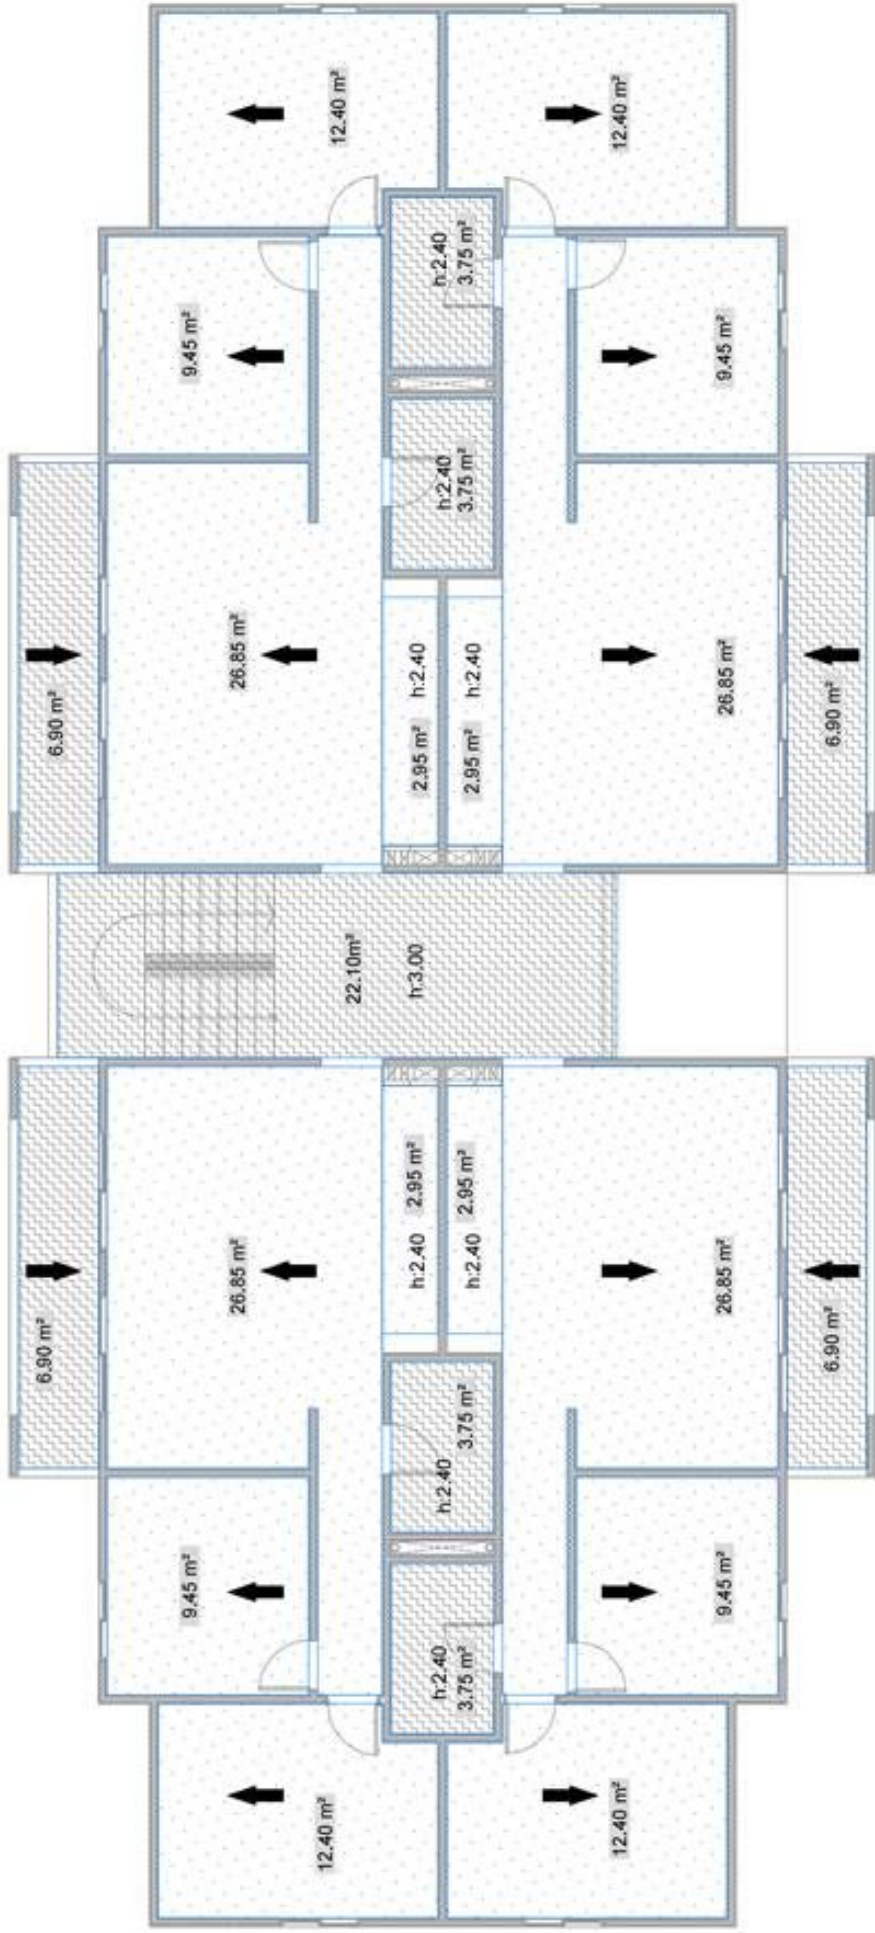 6.90 m²
6.90 m²
9.45 m²
26.85 m²
26.85 m²
9.45 m²
12.40 m²
12.40 m²
22.10m²
h:3.00
h:2.40 2.95 m²
2.95 m² h:2.40
h:2.40
3.75 m²
h:2.40
3.75 m²
h:2.40 2.95 m²
2.95 m² h:2.40
h:2.40
3.75 m²
h:2.40
3.75 m²
12.40 m²
12.40 m²
9.45 m²
26.85 m²
26.85 m²
9.45 m²
6.90 m²
6.90 m²